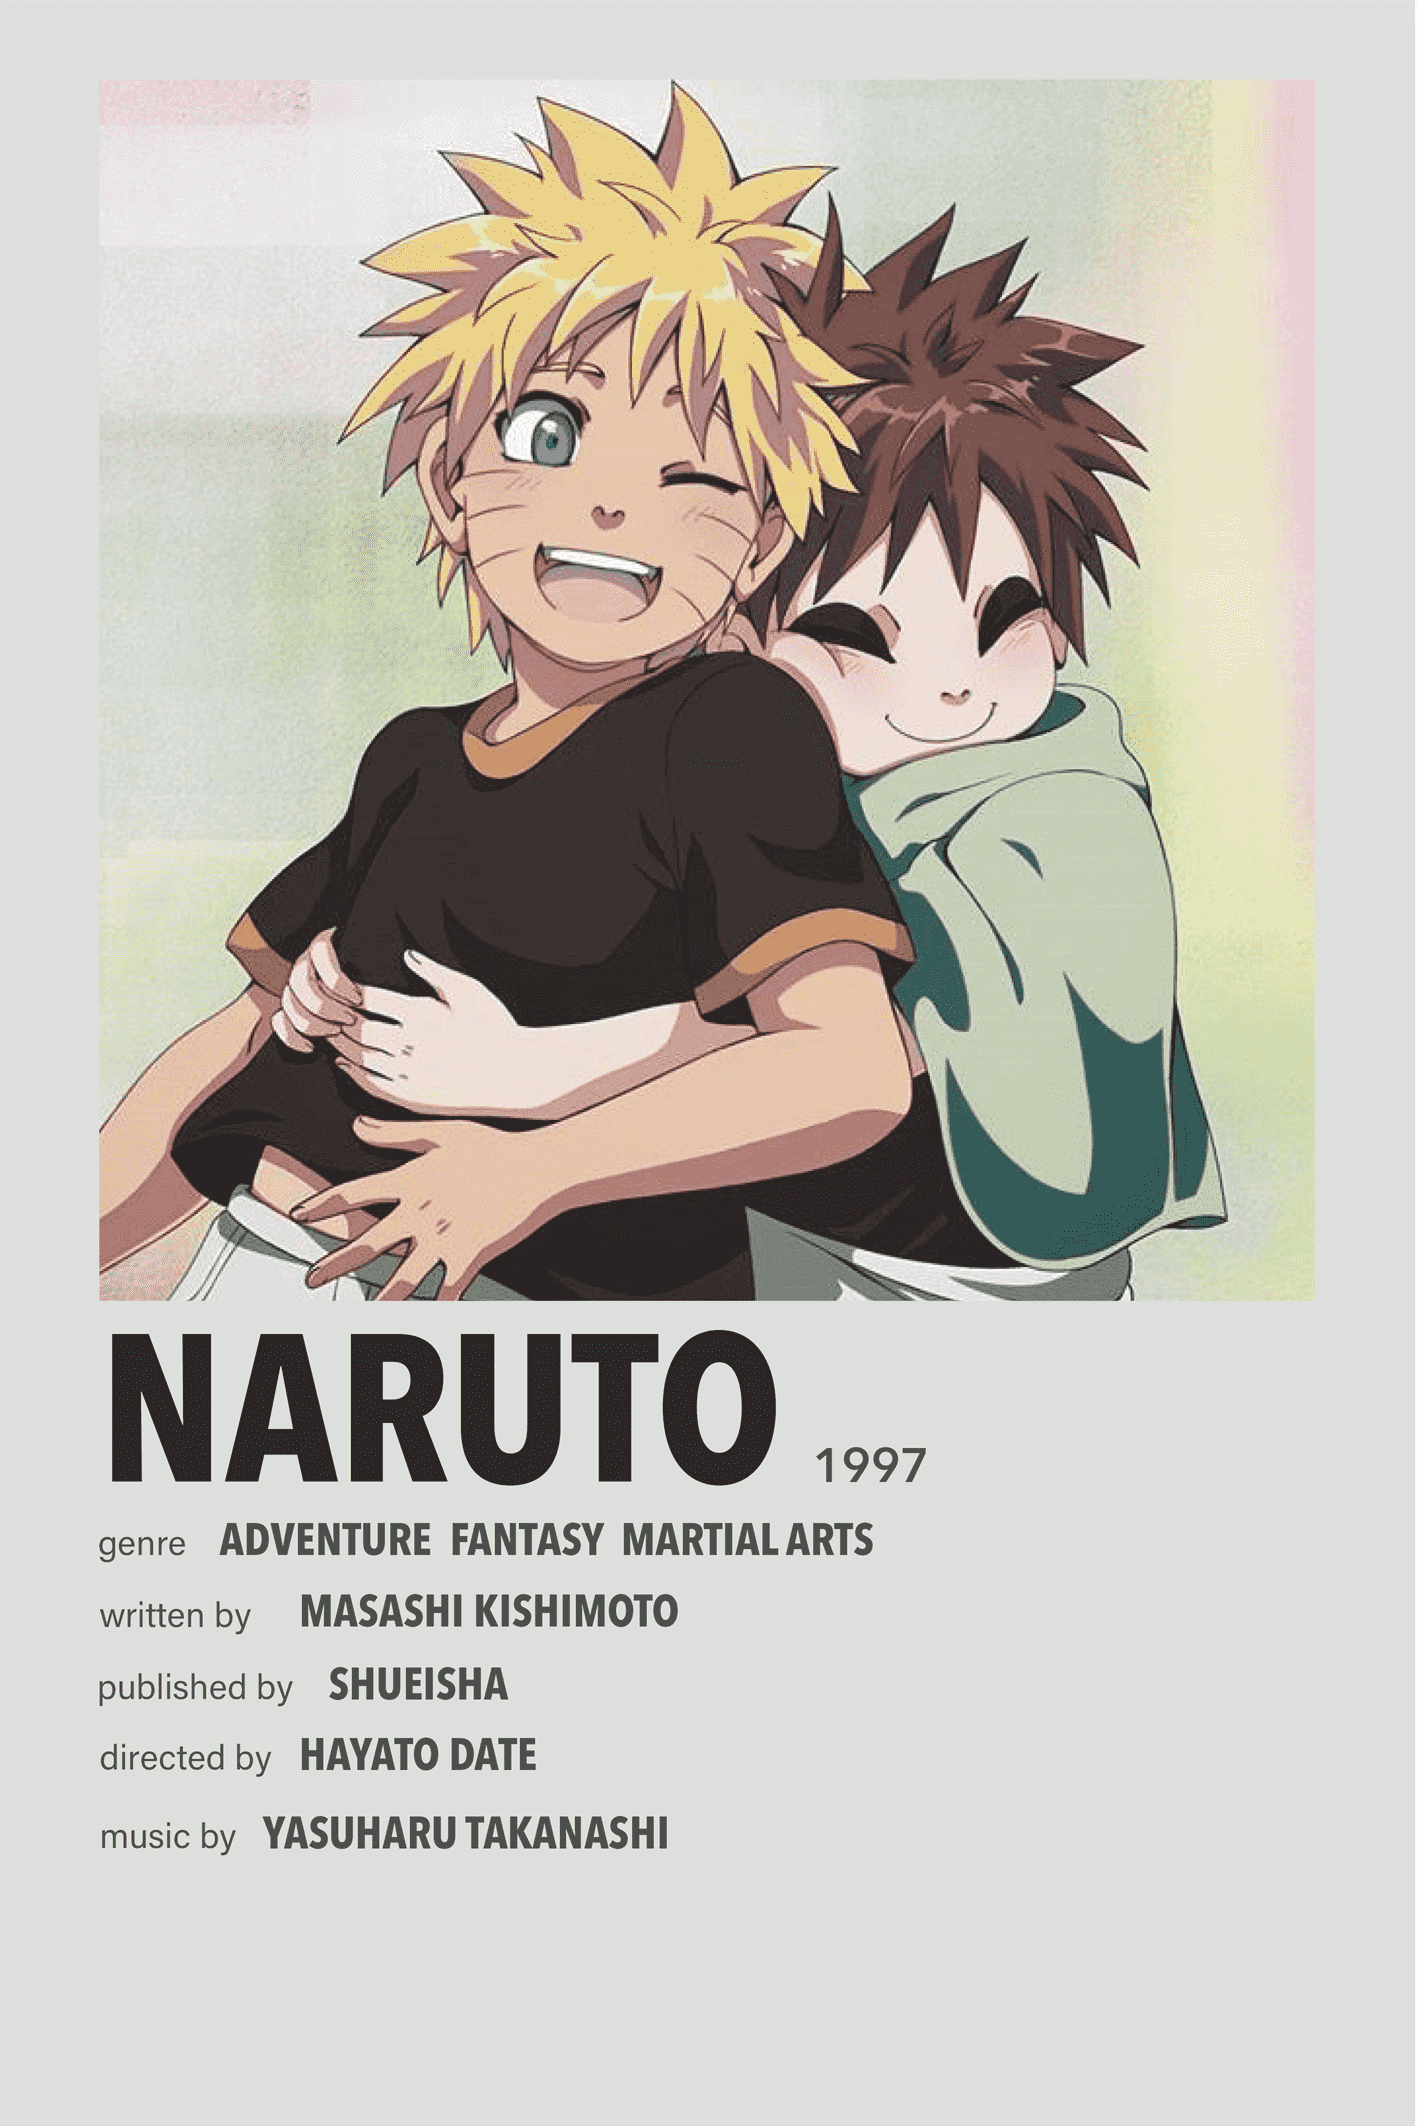 NARUTO 1997
genre ADVENTURE FANTASY MARTIAL ARTS
written by MASASHI KISHIMOTO
published by SHUEISHA
directed by HAYATO DATE
music by YASUHARU TAKANASHI